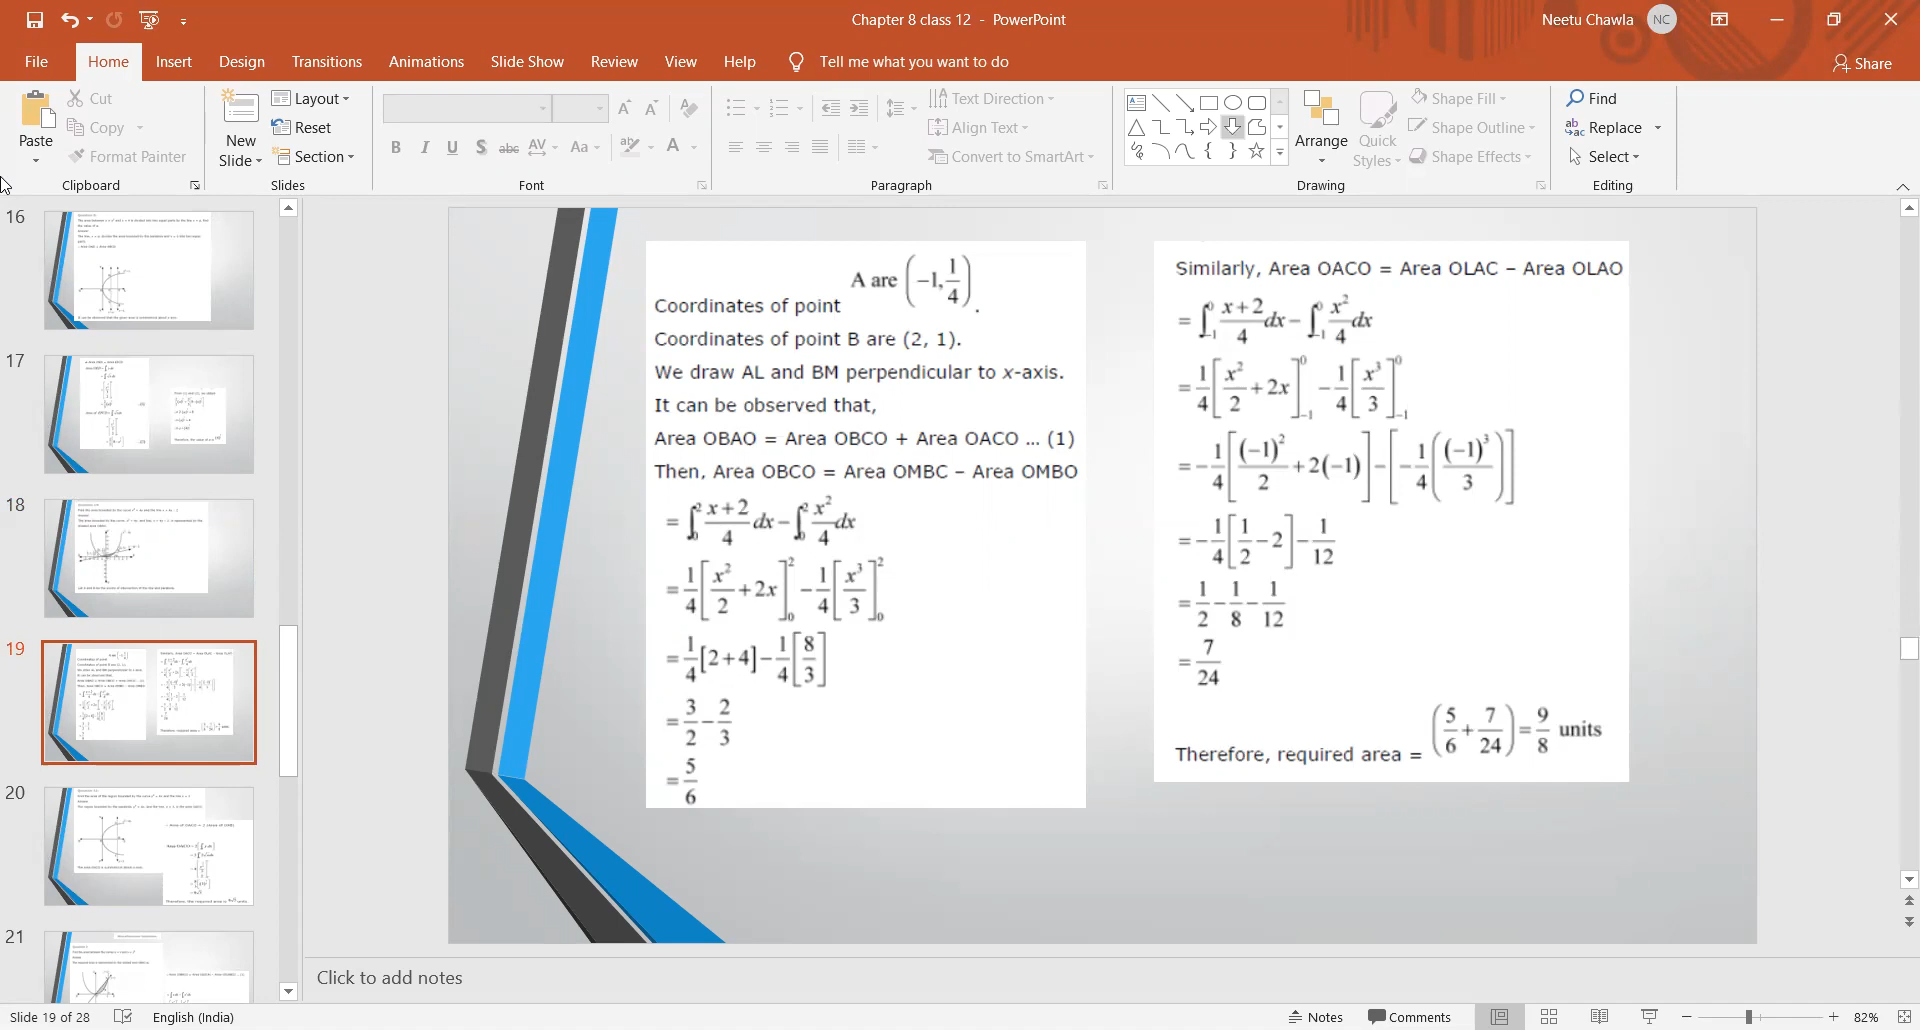 Chapter 8 class 12 - PowerPoint
Neetu Chawla NC
File Home Insert Design Transitions Animations Slide Show Review View Help Tell me what you want to do
Share
Paste
Cut
Copy
Format Painter
Clipboard
New Slide
Layout
Reset
Section
Slides
Font
Text Direction
Align Text
Convert to SmartArt
Paragraph
Arrange
Quick Styles
Shape Fill
Shape Outline
Shape Effects
Drawing
Find
Replace
Select
Editing
16
17
18
19
20
21
Coordinates of point A are (−1, 1/4).
Coordinates of point B are (2, 1).
We draw AL and BM perpendicular to x-axis.
It can be observed that,
Area OBAO = Area OBCO + Area OACO ... (1)
Then, Area OBCO = Area OMBC – Area OMBO
= ∫₀² (x+2)/4 dx − ∫₀² x²/4 dx
= 1/4 [x²/2 + 2x]₀² − 1/4 [x³/3]₀²
= 1/4 [2+4] − 1/4 [8/3]
= 3/2 − 2/3
= 5/6
Similarly, Area OACO = Area OLAC – Area OLAO
= ∫₋₁⁰ (x+2)/4 dx − ∫₋₁⁰ x²/4 dx
= 1/4 [x²/2 + 2x]₋₁⁰ − 1/4 [x³/3]₋₁⁰
= −1/4 [(−1)²/2 + 2(−1)] − [−1/4 ((−1)³/3)]
= −1/4 [1/2 − 2] − 1/12
= 1/2 − 1/8 − 1/12
= 7/24
Therefore, required area = (5/6 + 7/24) = 9/8 units
Click to add notes
Slide 19 of 28 English (India)
Notes Comments 82%